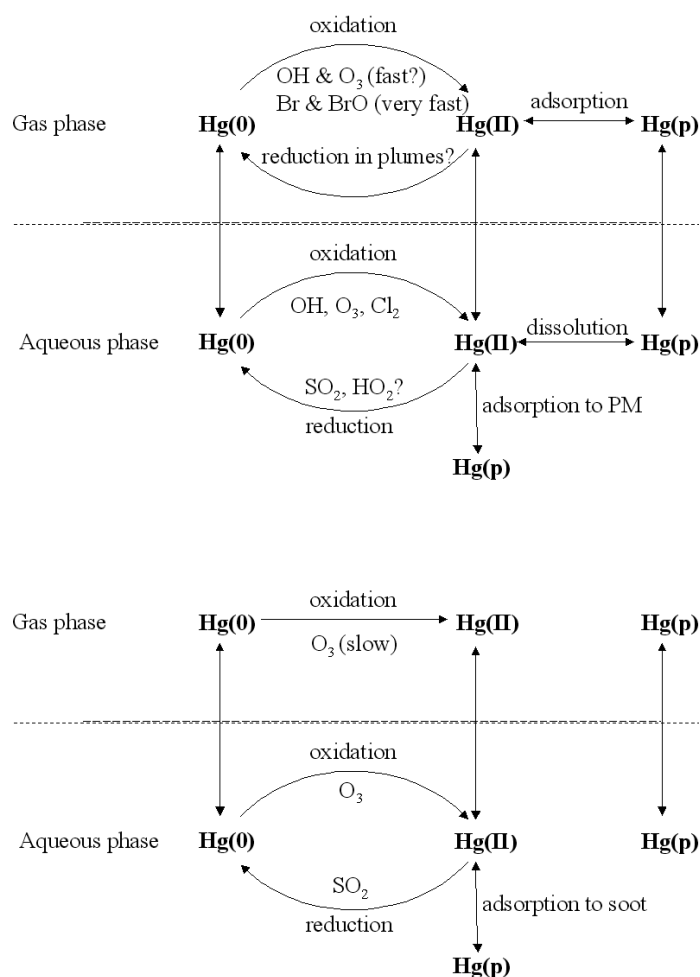 oxidation
OH & O₃ (fast?)
Br & BrO (very fast)
adsorption
Gas phase Hg(0) Hg(II) Hg(p)
reduction in plumes?
oxidation
OH, O₃, Cl₂
dissolution
Aqueous phase Hg(0) Hg(II) Hg(p)
SO₂, HO₂?
adsorption to PM
reduction
Hg(p)
oxidation
Gas phase Hg(0) Hg(II) Hg(p)
O₃ (slow)
oxidation
O₃
Aqueous phase Hg(0) Hg(II) Hg(p)
SO₂
adsorption to soot
reduction
Hg(p)